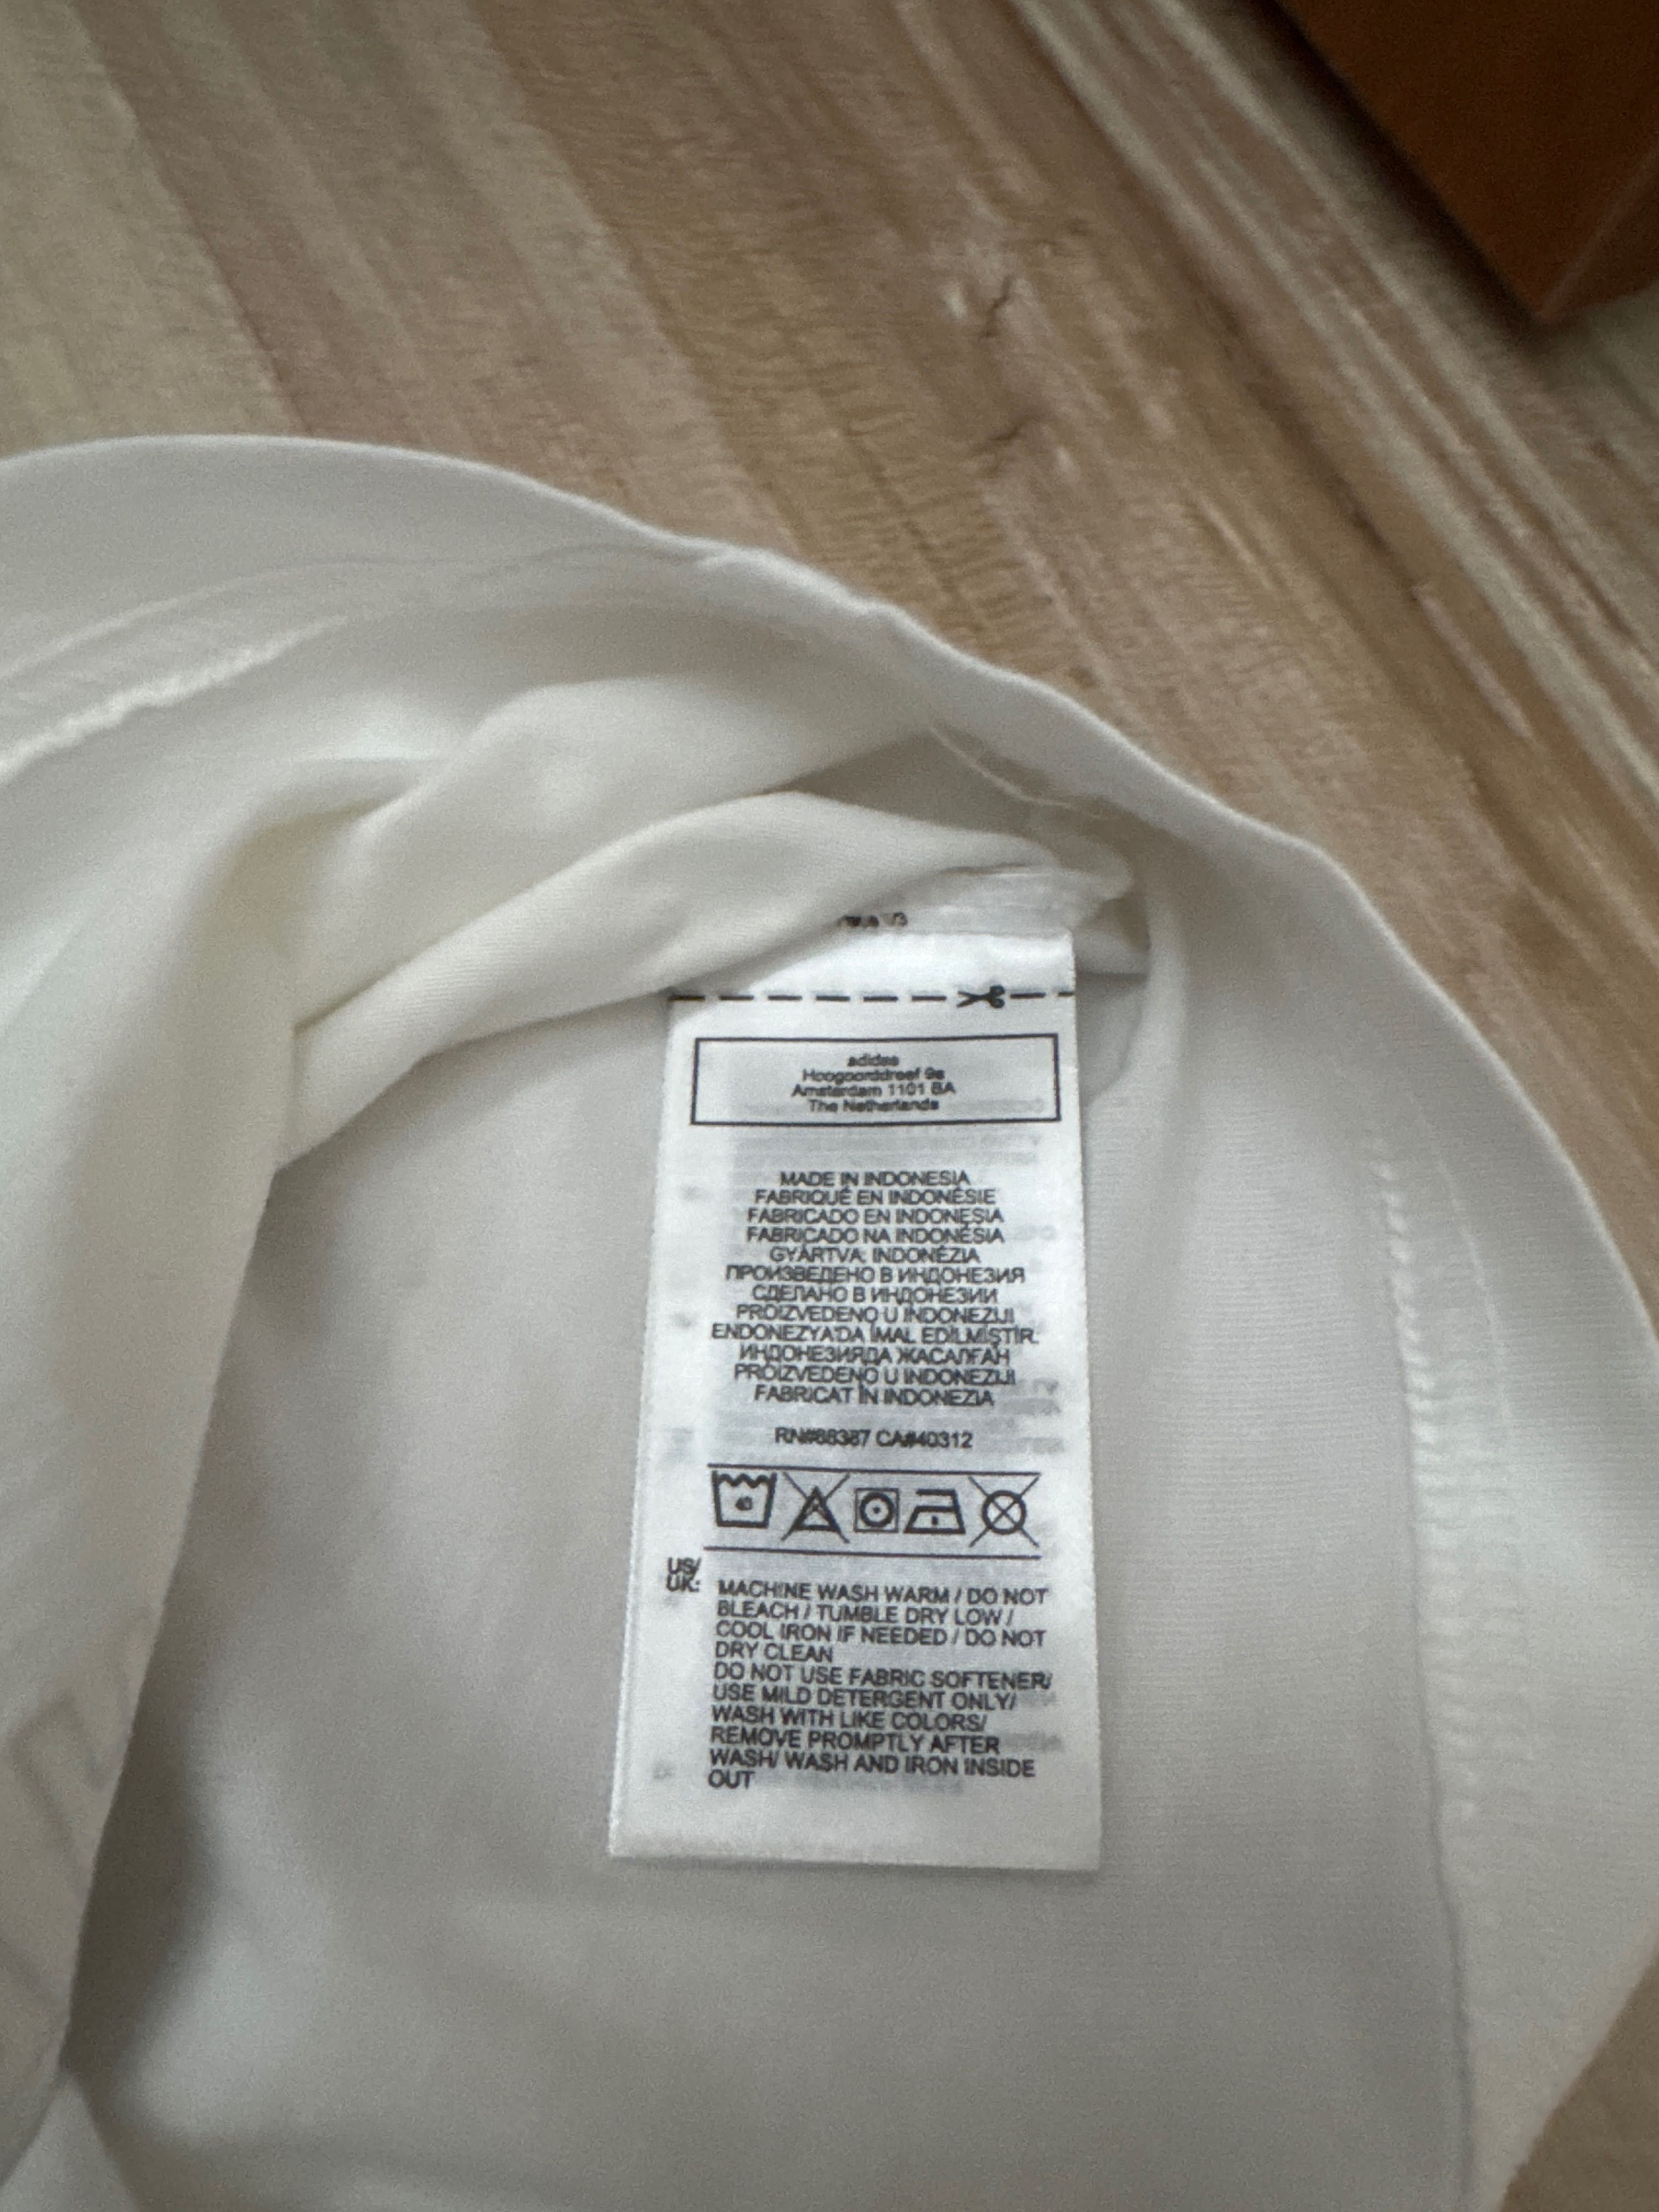 adidas
Hoogoorddreef 9a
Amsterdam 1101 BA
The Netherlands
MADE IN INDONESIA
FABRIQUÉ EN INDONÉSIE
FABRICADO EN INDONESIA
FABRICADO NA INDONÉSIA
GYÁRTVA: INDONÉZIA
ПРОИЗВЕДЕНО В ИНДОНЕЗИЯ
СДЕЛАНО В ИНДОНЕЗИИ
PROIZVEDENO U INDONEZIJI
ENDONEZYA'DA İMAL EDİLMİŞTİR.
ИНДОНЕЗИЯДА ЖАСАЛҒАН
PROIZVEDENO U INDONEZIJI
FABRICAT ÎN INDONEZIA
RN#88387 CA#40312
40
US/
UK:
MACHINE WASH WARM / DO NOT
BLEACH / TUMBLE DRY LOW /
COOL IRON IF NEEDED / DO NOT
DRY CLEAN
DO NOT USE FABRIC SOFTENER/
USE MILD DETERGENT ONLY/
WASH WITH LIKE COLORS/
REMOVE PROMPTLY AFTER
WASH/ WASH AND IRON INSIDE
OUT